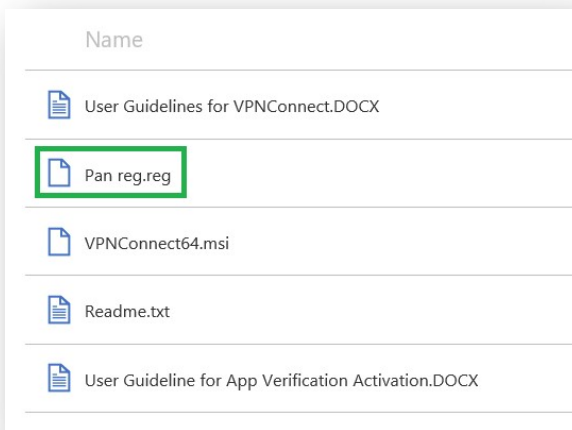 Name
User Guidelines for VPNConnect.DOCX
Pan reg.reg
VPNConnect64.msi
Readme.txt
User Guideline for App Verification Activation.DOCX